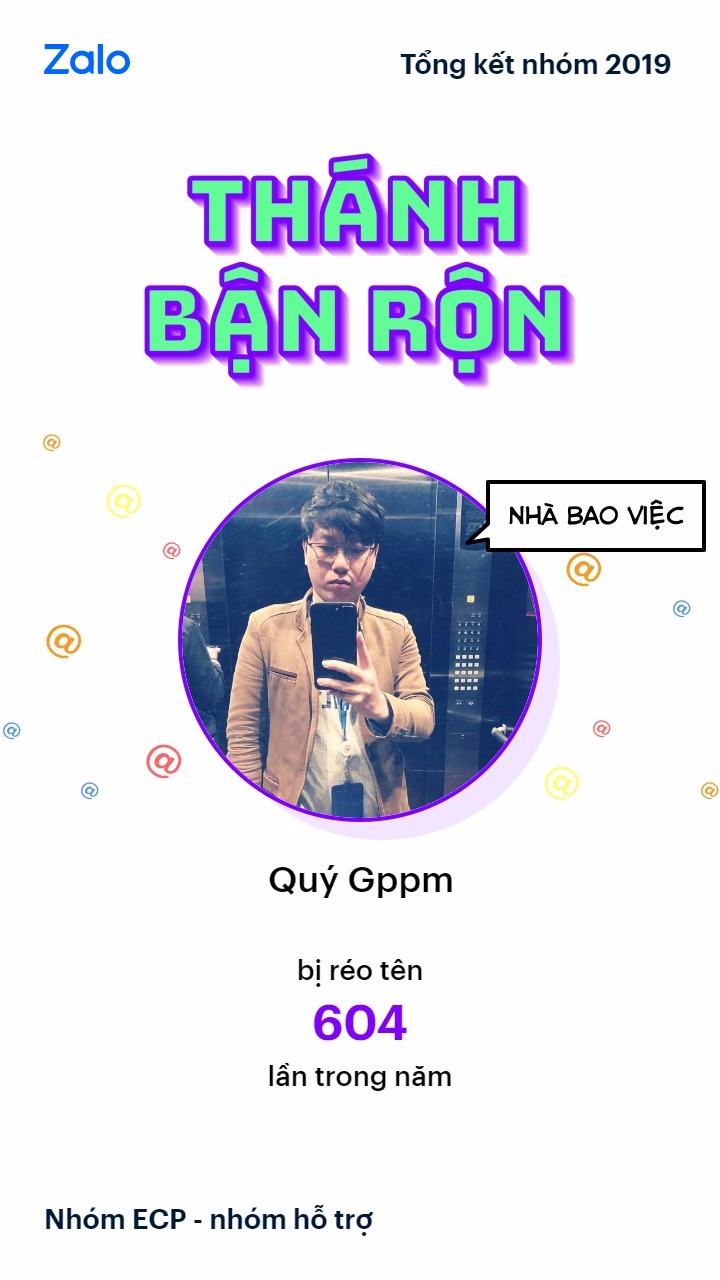 Zalo
Tổng kết nhóm 2019
THÁNH
BẬN RỘN
NHÀ BAO VIỆC
Quý Gppm
bị réo tên
604
lần trong năm
Nhóm ECP - nhóm hỗ trợ